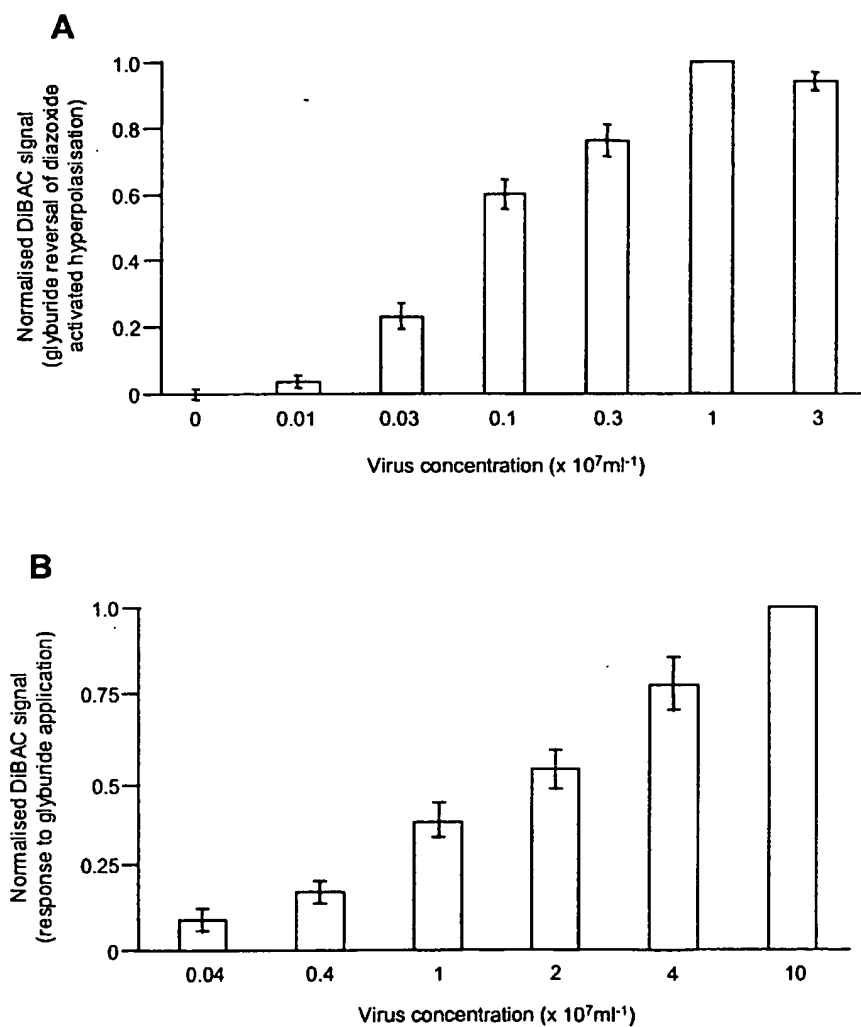 A
Normalised DiBAC signal
(glyburide reversal of diazoxide
activated hyperpolasisation)
1.0
0.8
0.6
0.4
0.2
0
0 0.01 0.03 0.1 0.3 1 3
Virus concentration (x 10⁷ml⁻¹)
B
Normalised DiBAC signal
(response to glyburide application)
1.0
0.75
0.5
0.25
0
0.04 0.4 1 2 4 10
Virus concentration (x 10⁷ml⁻¹)